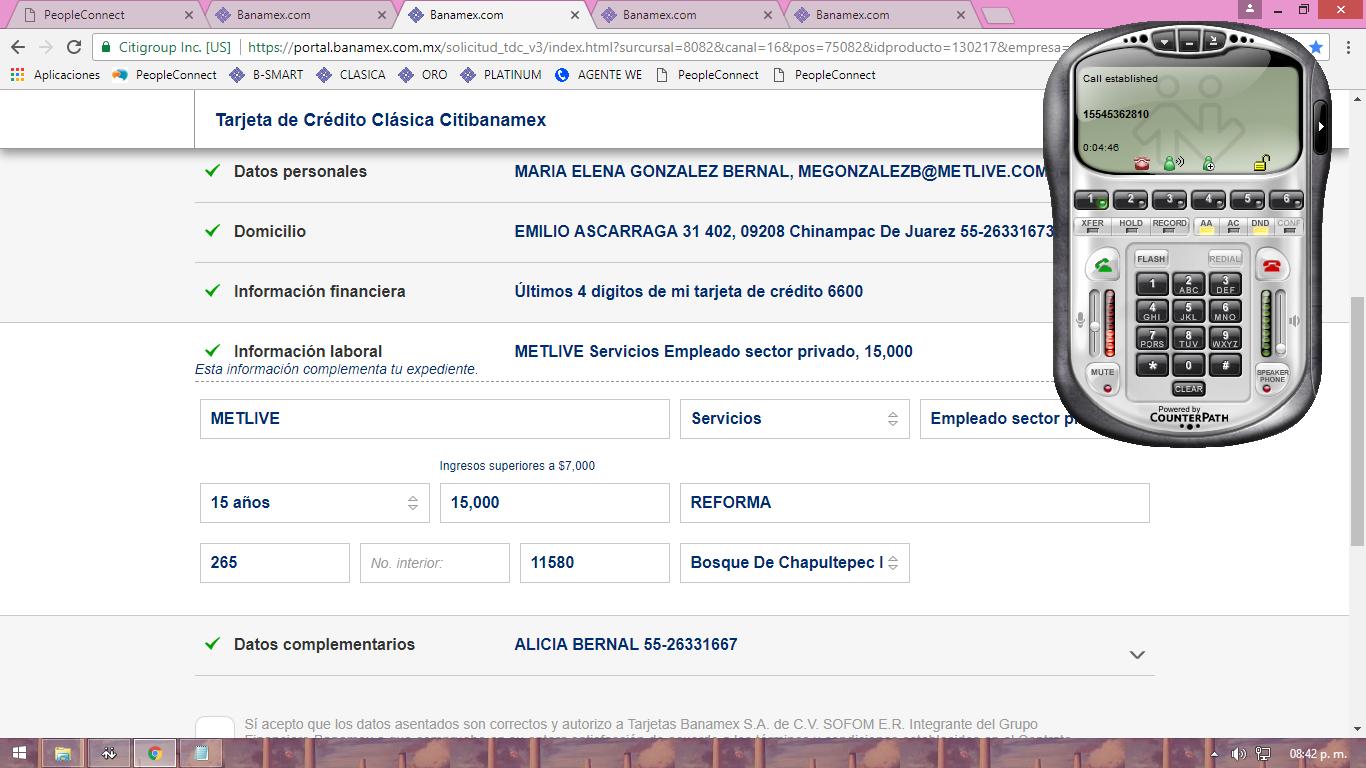 PeopleConnect
Banamex.com
Banamex.com
Banamex.com
Banamex.com
Citigroup Inc. [US]
https://portal.banamex.com.mx/solicitud_tdc_v3/index.html?surcursal=8082&canal=16&pos=75082&idproducto=130217&empresa=
Aplicaciones
PeopleConnect
B-SMART
CLASICA
ORO
PLATINUM
AGENTE WE
PeopleConnect
PeopleConnect
Tarjeta de Crédito Clásica Citibanamex
Datos personales
MARIA ELENA GONZALEZ BERNAL, MEGONZALEZB@METLIVE.COM
Domicilio
EMILIO ASCARRAGA 31 402, 09208 Chinampac De Juarez 55-26331673
Información financiera
Últimos 4 dígitos de mi tarjeta de crédito 6600
Información laboral
METLIVE Servicios Empleado sector privado, 15,000
Esta información complementa tu expediente.
METLIVE
Servicios
Empleado sector
Ingresos superiores a $7,000
15 años
15,000
REFORMA
265
No. interior:
11580
Bosque De Chapultepec I
Datos complementarios
ALICIA BERNAL 55-26331667
Sí acepto que los datos asentados son correctos y autorizo a Tarjetas Banamex S.A. de C.V. SOFOM E.R. Integrante del Grupo
Call established
15545362810
0:04:46
1 2 3 4 5 6
XFER HOLD RECORD AA AC DND CONF
FLASH
REDIAL
1
2 ABC
3 DEF
4 GHI
5 JKL
6 MNO
7 PQRS
8 TUV
9 WXYZ
* 0 #
MUTE
CLEAR
SPEAKER PHONE
Powered by
COUNTERPATH
08:42 p. m.